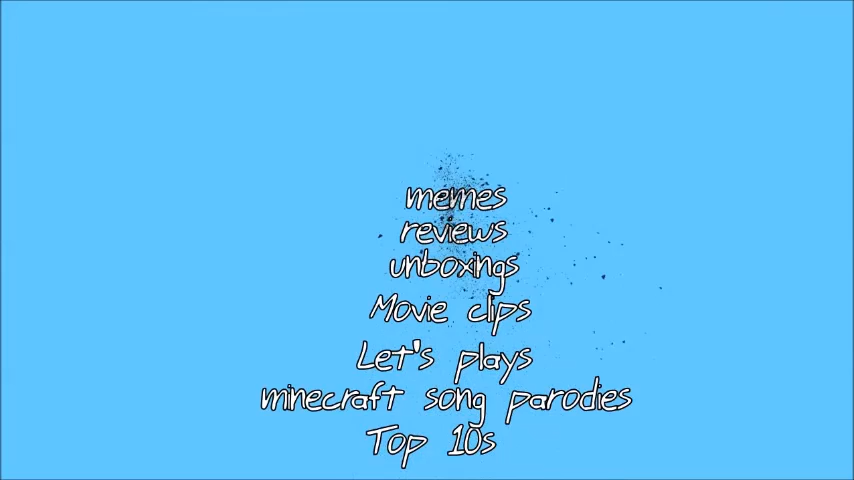 memes
reviews
unboxings
Movie clips
Let's plays
minecraft song parodies
Top 10s